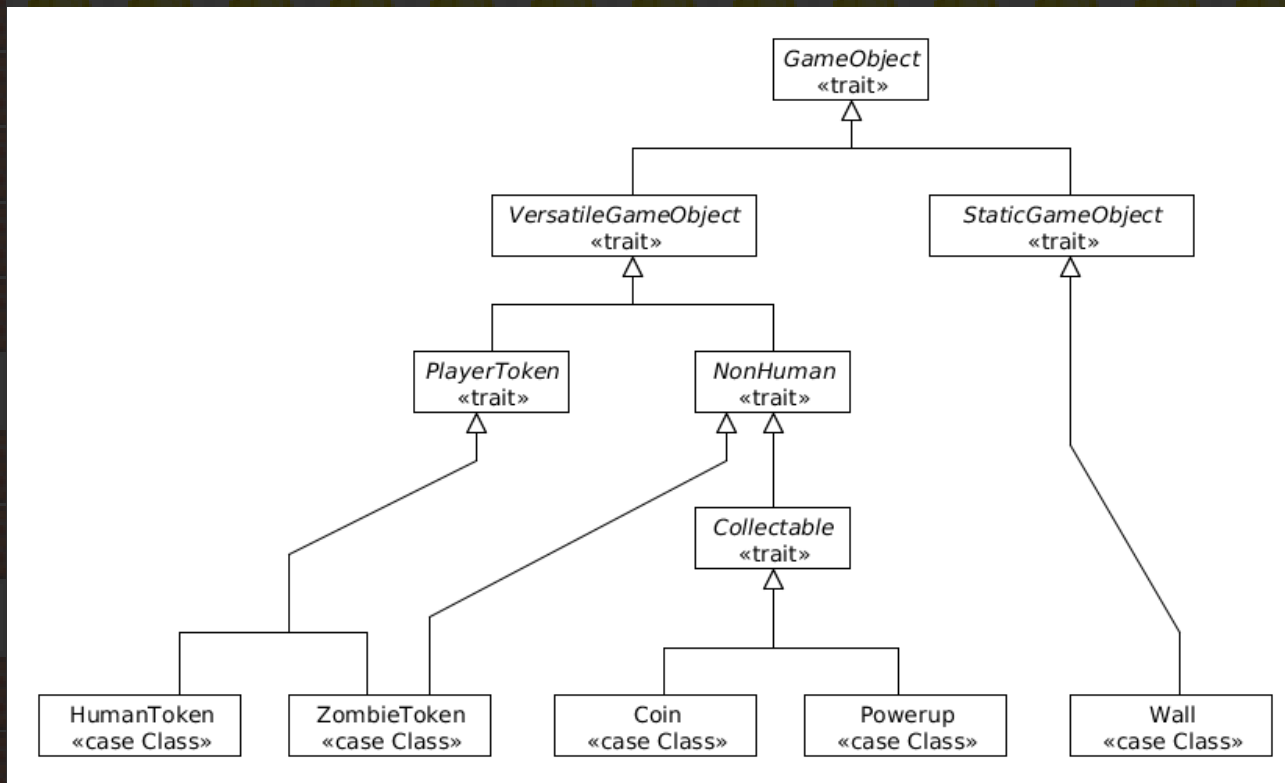 GameObject
«trait»
VersatileGameObject
«trait»
StaticGameObject
«trait»
PlayerToken
«trait»
NonHuman
«trait»
Collectable
«trait»
HumanToken
«case Class»
ZombieToken
«case Class»
Coin
«case Class»
Powerup
«case Class»
Wall
«case Class»